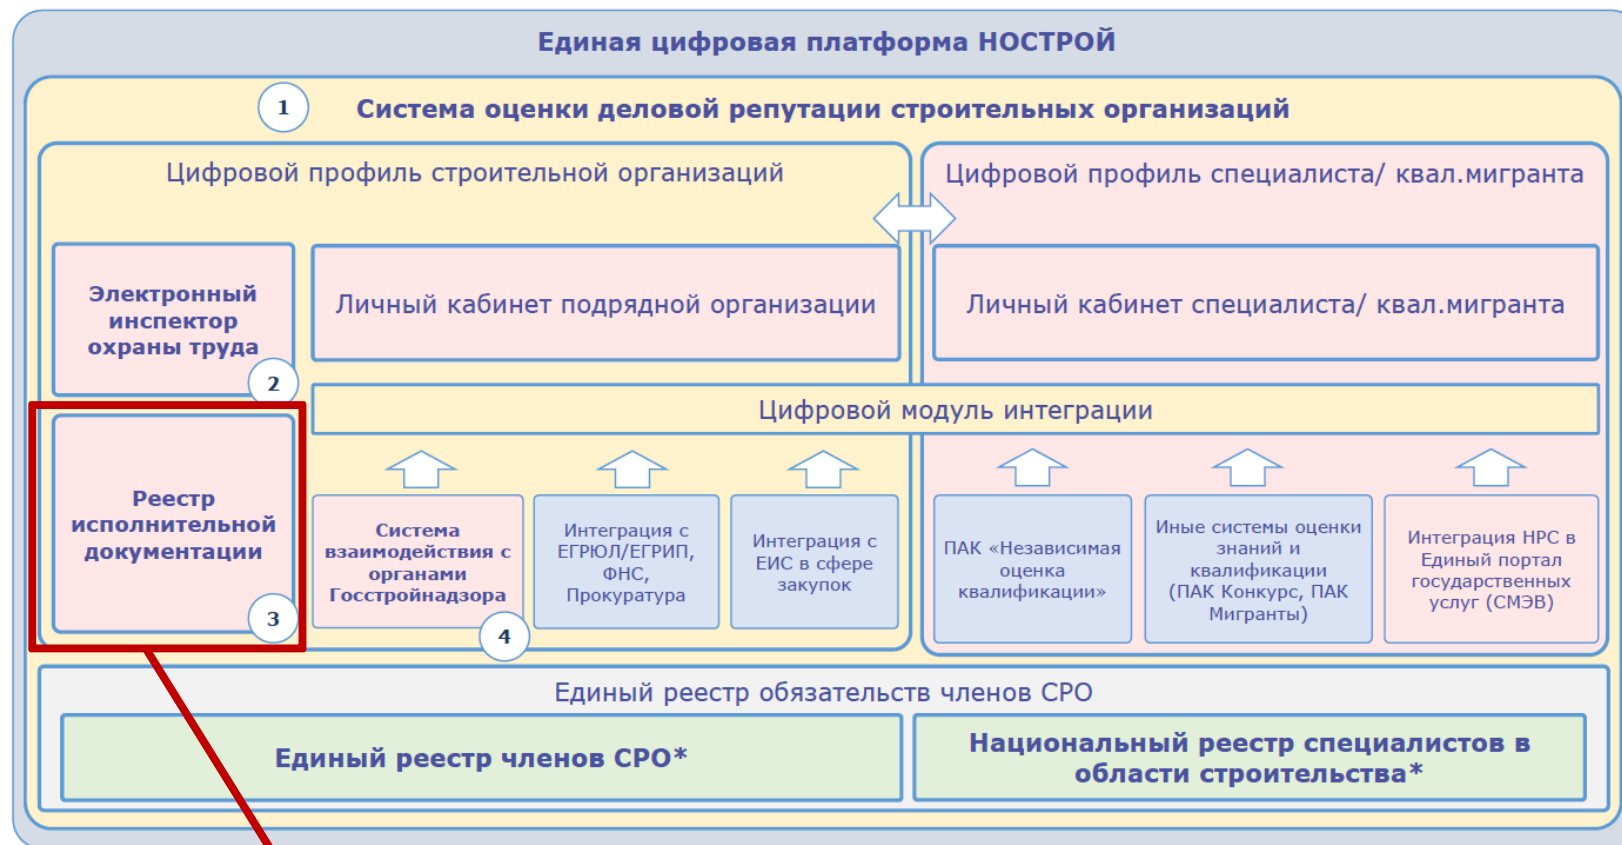 Единая цифровая платформа НОСТРОЙ
1
Система оценки деловой репутации строительных организаций
Цифровой профиль строительной организаций
Цифровой профиль специалиста/ квал.мигранта
Электронный
инспектор
охраны труда
2
Личный кабинет подрядной организации
Личный кабинет специалиста/ квал.мигранта
Цифровой модуль интеграции
Реестр
исполнительной
документации
3
Система
взаимодействия с
органами
Госстройнадзора
4
Интеграция с
ЕГРЮЛ/ЕГРИП,
ФНС,
Прокуратура
Интеграция с
ЕИС в сфере
закупок
ПАК «Независимая
оценка
квалификации»
Иные системы оценки
знаний и
квалификации
(ПАК Конкурс, ПАК
Мигранты)
Интеграция НРС в
Единый портал
государственных
услуг (СМЭВ)
Единый реестр обязательств членов СРО
Единый реестр членов СРО*
Национальный реестр специалистов в
области строительства*